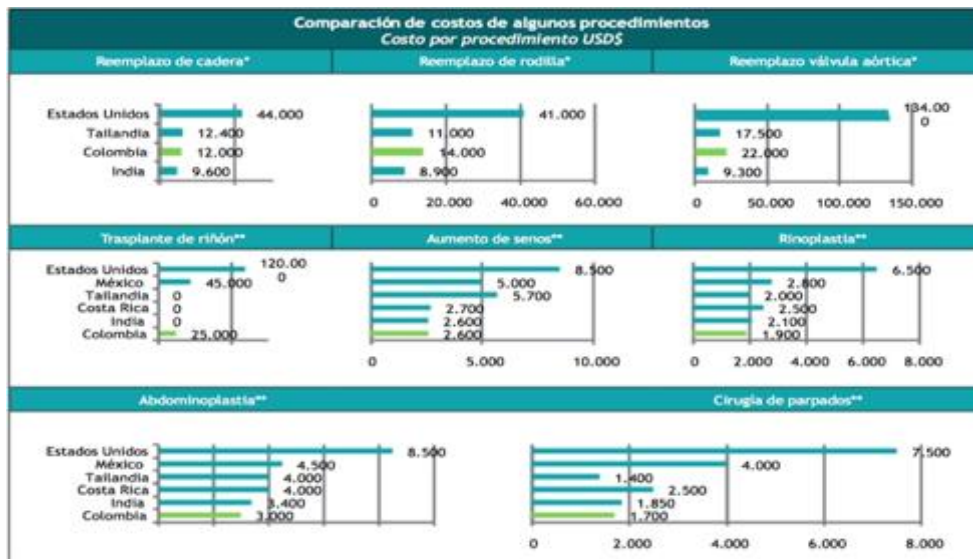 Comparación de costos de algunos procedimientos
Costo por procedimiento USD$
Reemplazo de cadera*
Reemplazo de rodilla*
Reemplazo válvula aórtica*
Estados Unidos 44.000
Tailandia 12.400
Colombia 12.000
India 9.600
41.000
11.000
14.000
8.900
0 20.000 40.000 60.000
134.00
0
17.500
22.000
9.300
0 50.000 100.000 150.000
Trasplante de riñón**
Aumento de senos**
Rinoplastia**
Estados Unidos 120.00
0
México 45.000
Tailandia 0
Costa Rica 0
India 0
Colombia 25.000
8.500
5.000
5.700
2.700
2.600
2.600
0 5.000 10.000
6.500
2.800
2.000
2.500
2.100
1.900
0 2.000 4.000 6.000 8.000
Abdominoplastia**
Cirugía de parpados**
Estados Unidos 8.500
México 4.500
Tailandia 4.000
Costa Rica 4.000
India 3.400
Colombia 3.000
7.500
4.000
1.400
2.500
1.850
1.700
0 2.000 4.000 6.000 8.000